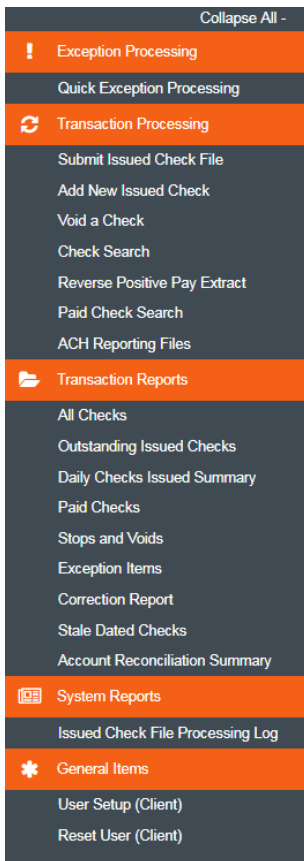 Collapse All -
Exception Processing
Quick Exception Processing
Transaction Processing
Submit Issued Check File
Add New Issued Check
Void a Check
Check Search
Reverse Positive Pay Extract
Paid Check Search
ACH Reporting Files
Transaction Reports
All Checks
Outstanding Issued Checks
Daily Checks Issued Summary
Paid Checks
Stops and Voids
Exception Items
Correction Report
Stale Dated Checks
Account Reconciliation Summary
System Reports
Issued Check File Processing Log
General Items
User Setup (Client)
Reset User (Client)